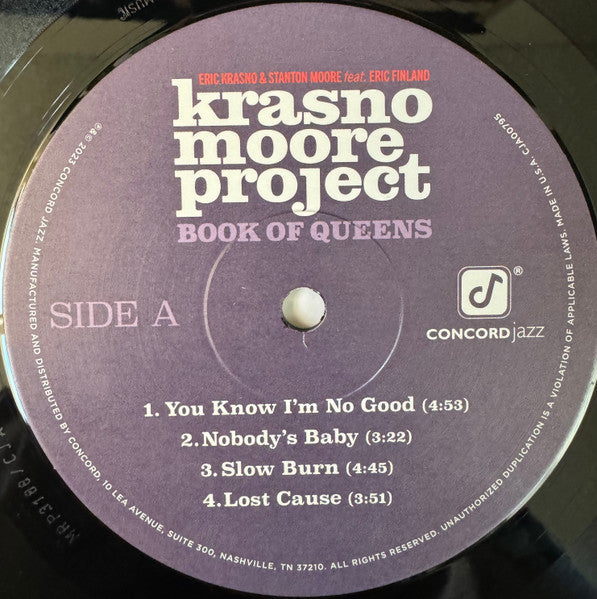 ERIC KRASNO & STANTON MOORE feat. ERIC FINLAND
krasno
moore
project
BOOK OF QUEENS
SIDE A
®
CONCORD jazz
1. You Know I'm No Good (4:53)
2. Nobody's Baby (3:22)
3. Slow Burn (4:45)
4. Lost Cause (3:51)
℗&© 2023 CONCORD JAZZ. MANUFACTURED AND DISTRIBUTED BY CONCORD, 10 LEA AVENUE, SUITE 300, NASHVILLE, TN 37210. ALL RIGHTS RESERVED. UNAUTHORIZED DUPLICATION IS A VIOLATION OF APPLICABLE LAWS. MADE IN U.S.A. CJA00795